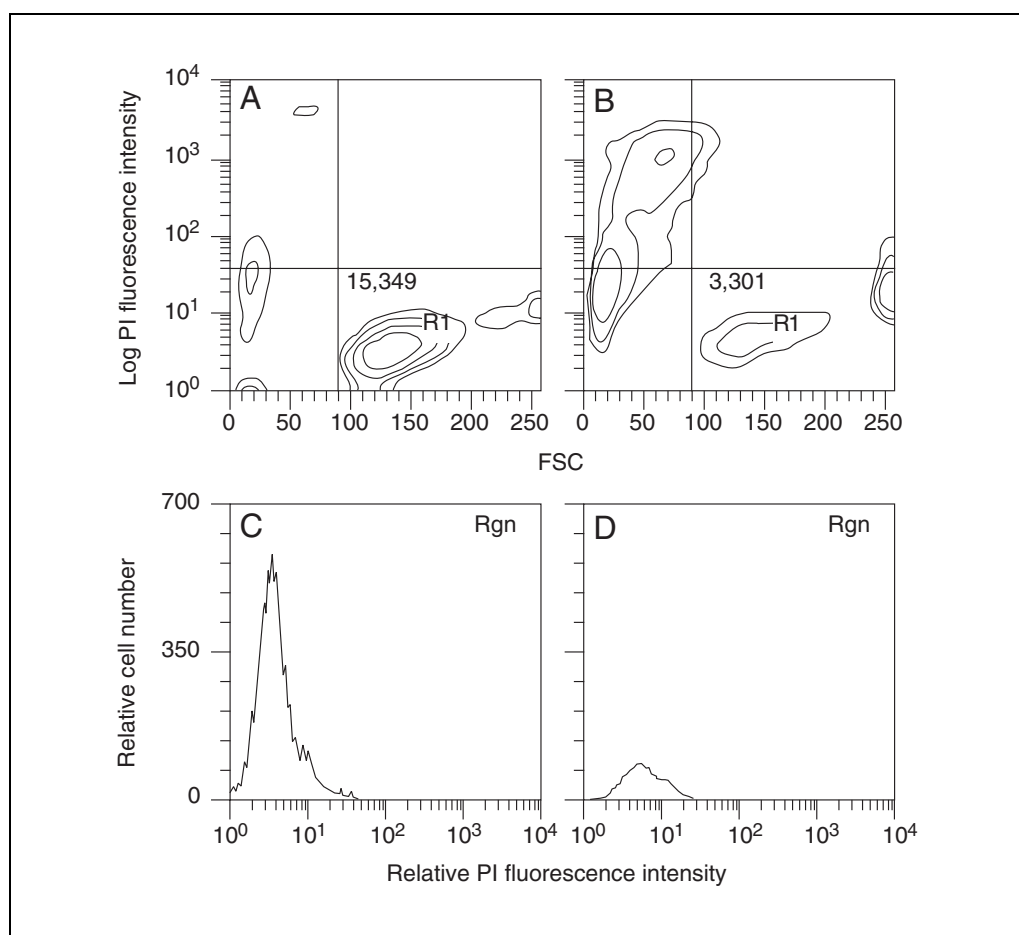 A
B
Log PI fluorescence intensity
10⁴
10³
10²
10¹
10⁰
15,349
R1
3,301
R1
0 50 100 150 200 250
0 50 100 150 200 250
FSC
C
Rgn
D
Rgn
Relative cell number
700
350
0
10⁰ 10¹ 10² 10³ 10⁴
10⁰ 10¹ 10² 10³ 10⁴
Relative PI fluorescence intensity